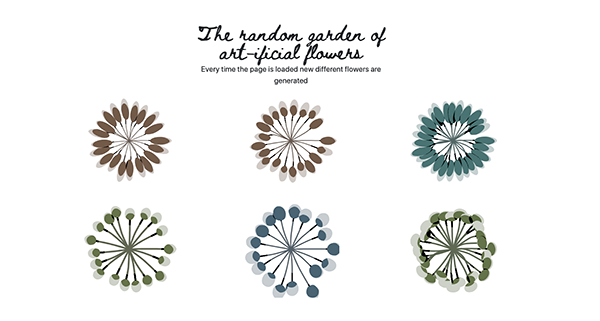 The random garden of
art-ificial flowers
Every time the page is loaded new different flowers are
generated